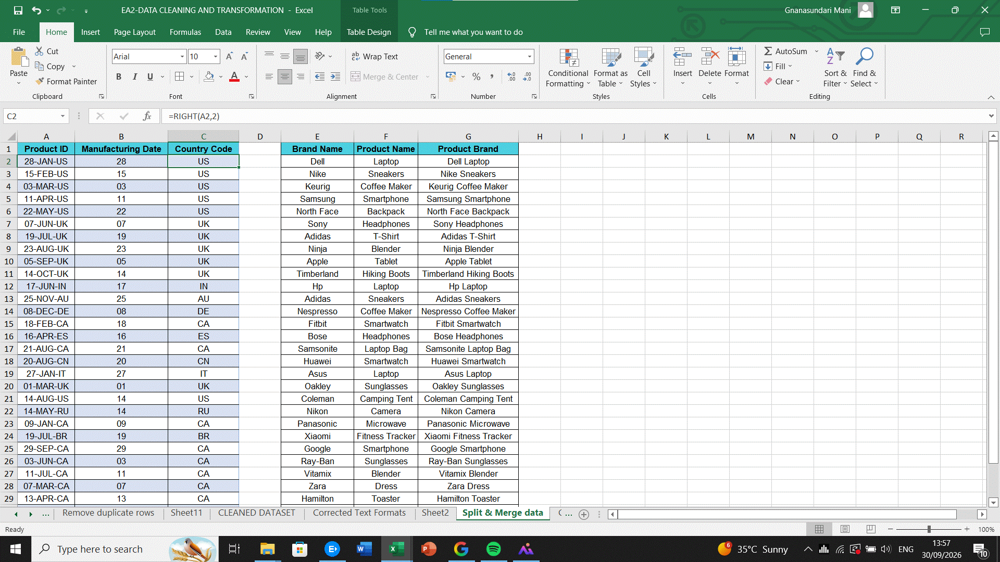 EA2-DATA CLEANING AND TRANSFORMATION - Excel
Table Tools
Gnanasundari Mani
File Home Insert Page Layout Formulas Data Review View Help Table Design Tell me what you want to do
Paste
Cut
Copy
Format Painter
Clipboard
Arial 10
B I U
Font
Wrap Text
Merge & Center
Alignment
General
Number
Conditional Formatting
Format as Table
Cell Styles
Styles
Insert Delete Format
Cells
AutoSum
Fill
Clear
Sort & Filter
Find & Select
Editing
C2 fx =RIGHT(A2,2)
A B C D E F G H I J K L M N O P Q R
1 Product ID Manufacturing Date Country Code Brand Name Product Name Product Brand
2 28-JAN-US 28 US Dell Laptop Dell Laptop
3 15-FEB-US 15 US Nike Sneakers Nike Sneakers
4 03-MAR-US 03 US Keurig Coffee Maker Keurig Coffee Maker
5 11-APR-US 11 US Samsung Smartphone Samsung Smartphone
6 22-MAY-US 22 US North Face Backpack North Face Backpack
7 07-JUN-UK 07 UK Sony Headphones Sony Headphones
8 19-JUL-UK 19 UK Adidas T-Shirt Adidas T-Shirt
9 23-AUG-UK 23 UK Ninja Blender Ninja Blender
10 05-SEP-UK 05 UK Apple Tablet Apple Tablet
11 14-OCT-UK 14 UK Timberland Hiking Boots Timberland Hiking Boots
12 17-JUN-IN 17 IN Hp Laptop Hp Laptop
13 25-NOV-AU 25 AU Adidas Sneakers Adidas Sneakers
14 08-DEC-DE 08 DE Nespresso Coffee Maker Nespresso Coffee Maker
15 18-FEB-CA 18 CA Fitbit Smartwatch Fitbit Smartwatch
16 16-APR-ES 16 ES Bose Headphones Bose Headphones
17 21-AUG-CA 21 CA Samsonite Laptop Bag Samsonite Laptop Bag
18 20-AUG-CN 20 CN Huawei Smartwatch Huawei Smartwatch
19 27-JAN-IT 27 IT Asus Laptop Asus Laptop
20 01-MAR-UK 01 UK Oakley Sunglasses Oakley Sunglasses
21 14-AUG-US 14 US Coleman Camping Tent Coleman Camping Tent
22 14-MAY-RU 14 RU Nikon Camera Nikon Camera
23 09-JAN-CA 09 CA Panasonic Microwave Panasonic Microwave
24 19-JUL-BR 19 BR Xiaomi Fitness Tracker Xiaomi Fitness Tracker
25 29-SEP-CA 29 CA Google Smartphone Google Smartphone
26 03-JUN-CA 03 CA Ray-Ban Sunglasses Ray-Ban Sunglasses
27 11-JUL-CA 11 CA Vitamix Blender Vitamix Blender
28 07-MAR-CA 07 CA Zara Dress Zara Dress
29 13-APR-CA 13 CA Hamilton Toaster Hamilton Toaster
... Remove duplicate rows Sheet11 CLEANED DATASET Corrected Text Formats Sheet2 Split & Merge data ...
Ready 100%
Type here to search 35°C Sunny ENG
13:57
30/09/2026
10